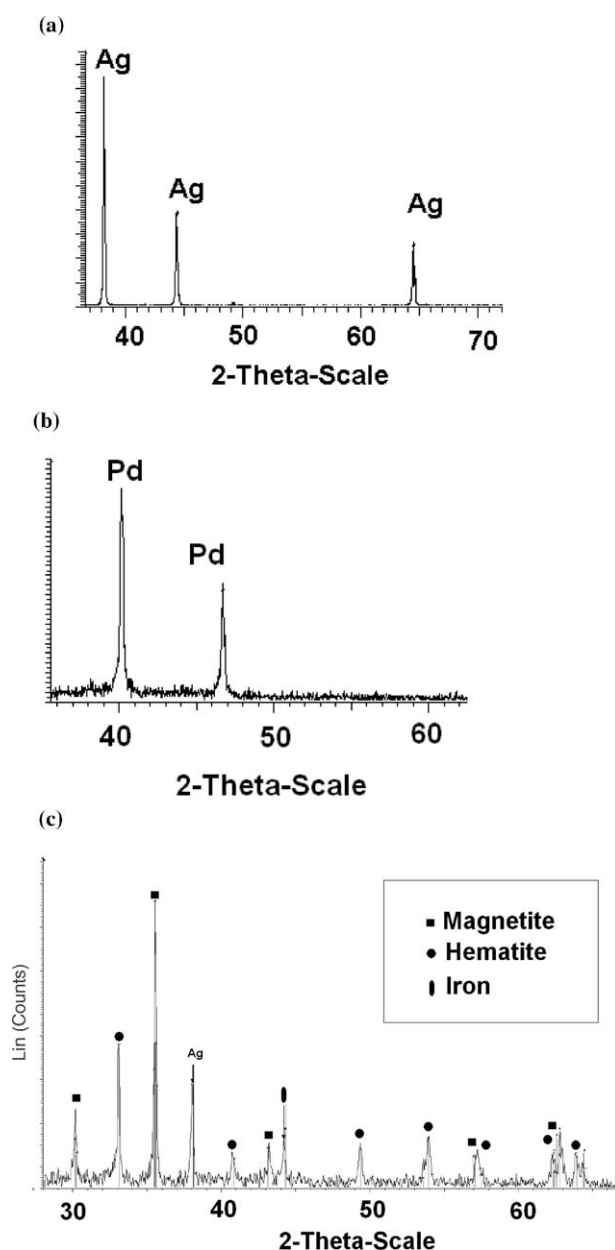 (a)
Ag
Ag
Ag
40 50 60 70
2-Theta-Scale
(b)
Pd
Pd
40 50 60
2-Theta-Scale
(c)
Magnetite
Hematite
Iron
Lin (Counts)
Ag
30 40 50 60
2-Theta-Scale